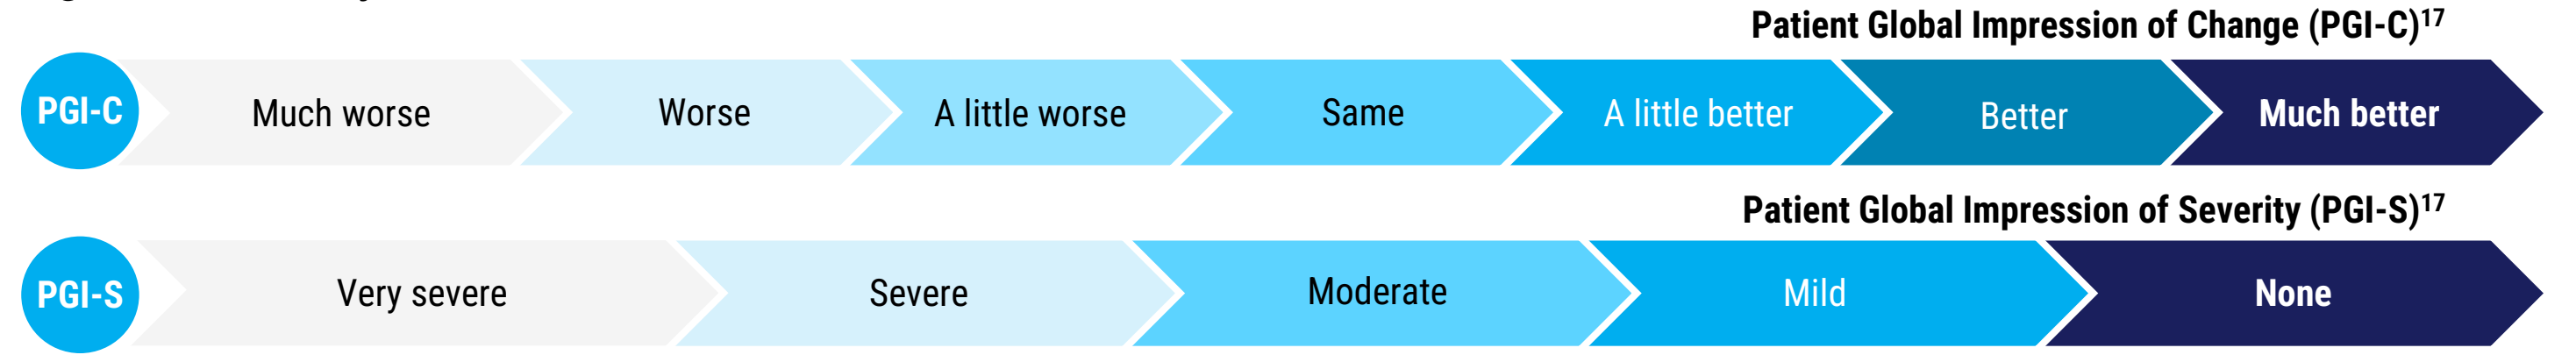 Patient Global Impression of Change (PGI-C)17
PGI-C Much worse Worse A little worse Same A little better Better Much better
Patient Global Impression of Severity (PGI-S)17
PGI-S Very severe Severe Moderate Mild None